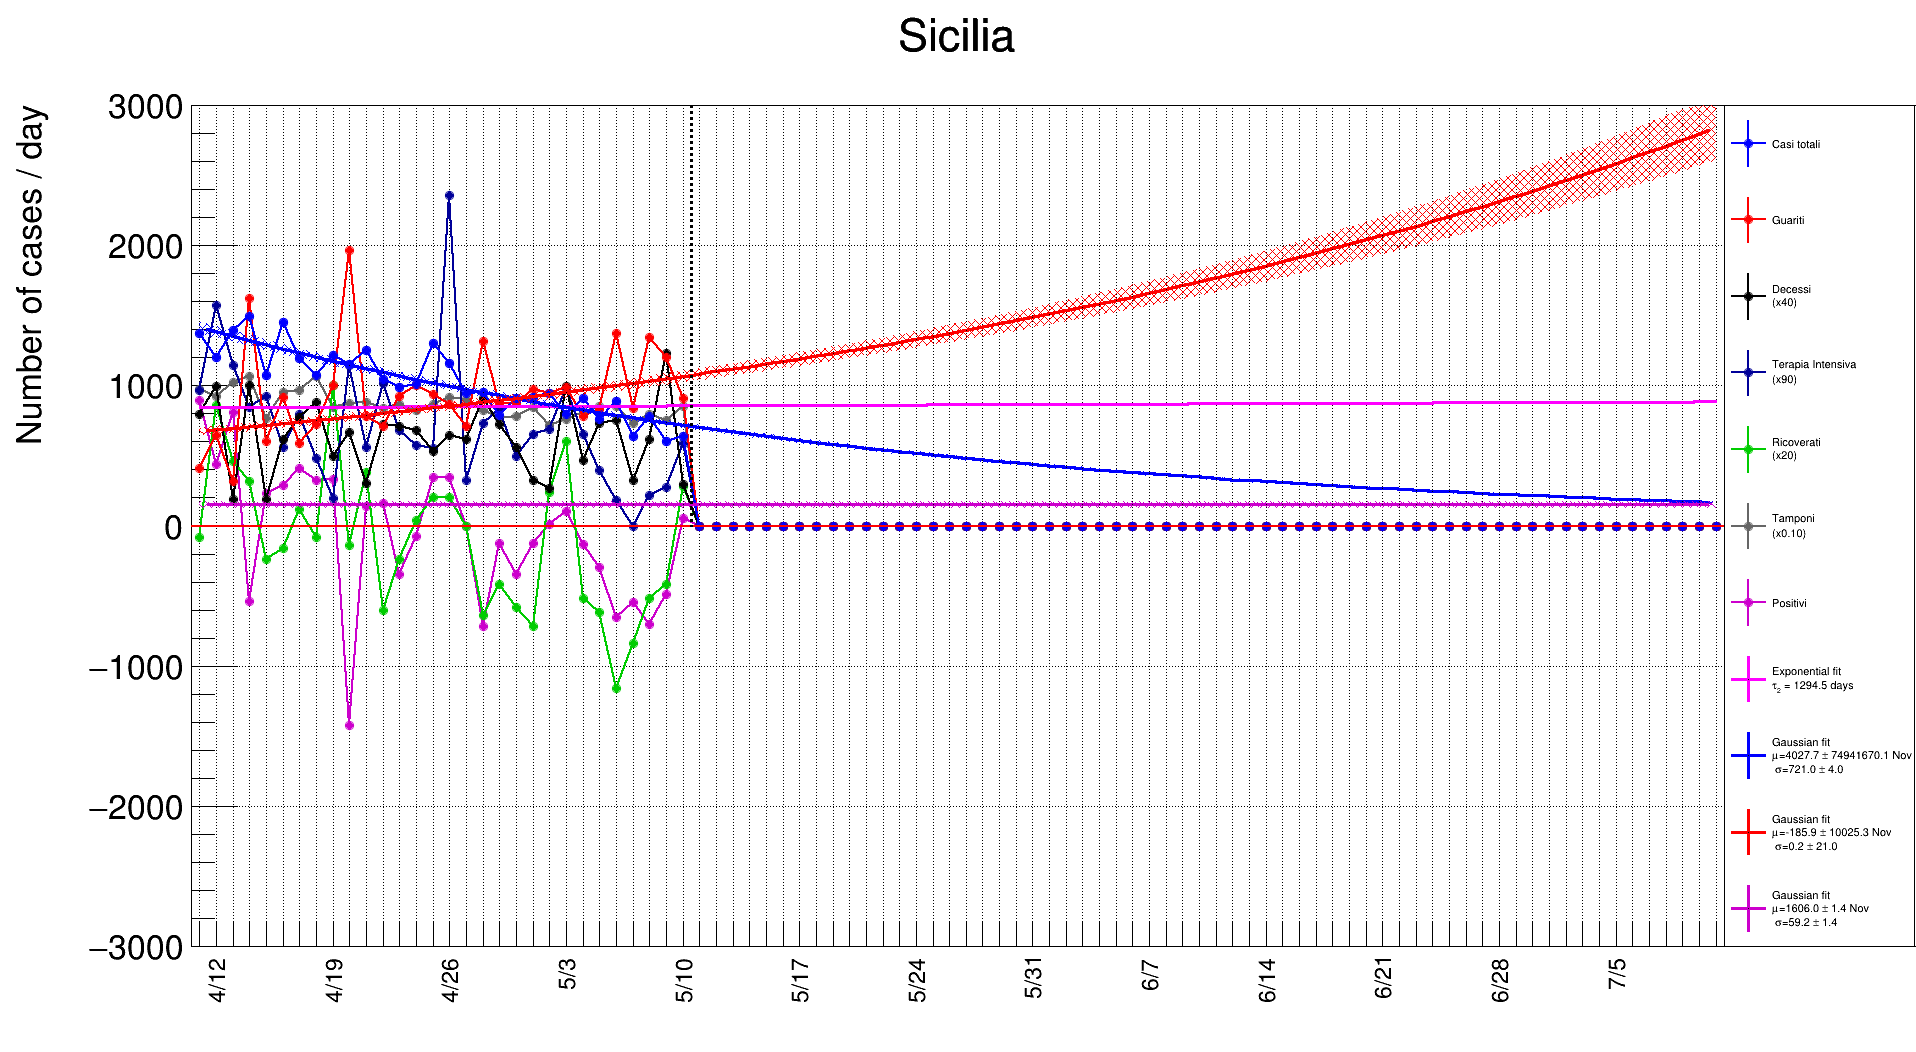 Sicilia
Number of cases / day
3000
2000
1000
0
−1000
−2000
−3000
4/12
4/19
4/26
5/3
5/10
5/17
5/24
5/31
6/7
6/14
6/21
6/28
7/5
Casi totali
Guariti
Decessi
(x40)
Terapia Intensiva
(x90)
Ricoverati
(x20)
Tamponi
(x0.10)
Positivi
Exponential fit
τ₂ = 1294.5 days
Gaussian fit
μ=4027.7 ± 74941670.1 Nov
σ=721.0 ± 4.0
Gaussian fit
μ=-185.9 ± 10025.3 Nov
σ=0.2 ± 21.0
Gaussian fit
μ=1606.0 ± 1.4 Nov
σ=59.2 ± 1.4